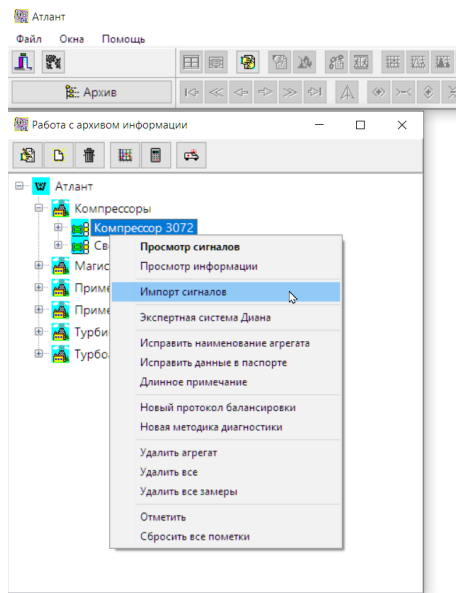 Атлант
Файл Окна Помощь
Архив
Работа с архивом информации
Атлант
Компрессоры
Компрессор 3072
Све
Магис
Приме
Приме
Турби
Турбо
Просмотр сигналов
Просмотр информации
Импорт сигналов
Экспертная система Диана
Исправить наименование агрегата
Исправить данные в паспорте
Длинное примечание
Новый протокол балансировки
Новая методика диагностики
Удалить агрегат
Удалить все
Удалить все замеры
Отметить
Сбросить все пометки